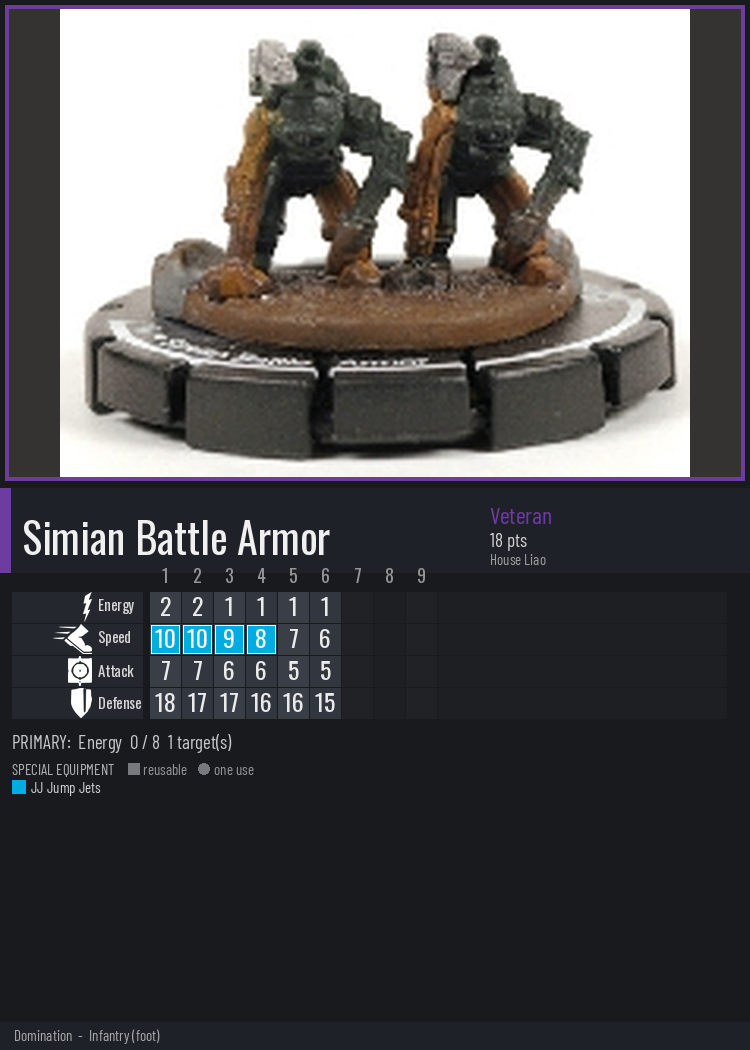 Armor
Simian Battle Armor
Veteran
18 pts
House Liao
1 2 3 4 5 6 7 8 9
Energy 2 2 1 1 1 1
Speed 10 10 9 8 7 6
Attack 7 7 6 6 5 5
Defense 18 17 17 16 16 15
PRIMARY: Energy 0 / 8 1 target(s)
SPECIAL EQUIPMENT reusable one use
JJ Jump Jets
Domination - Infantry (foot)